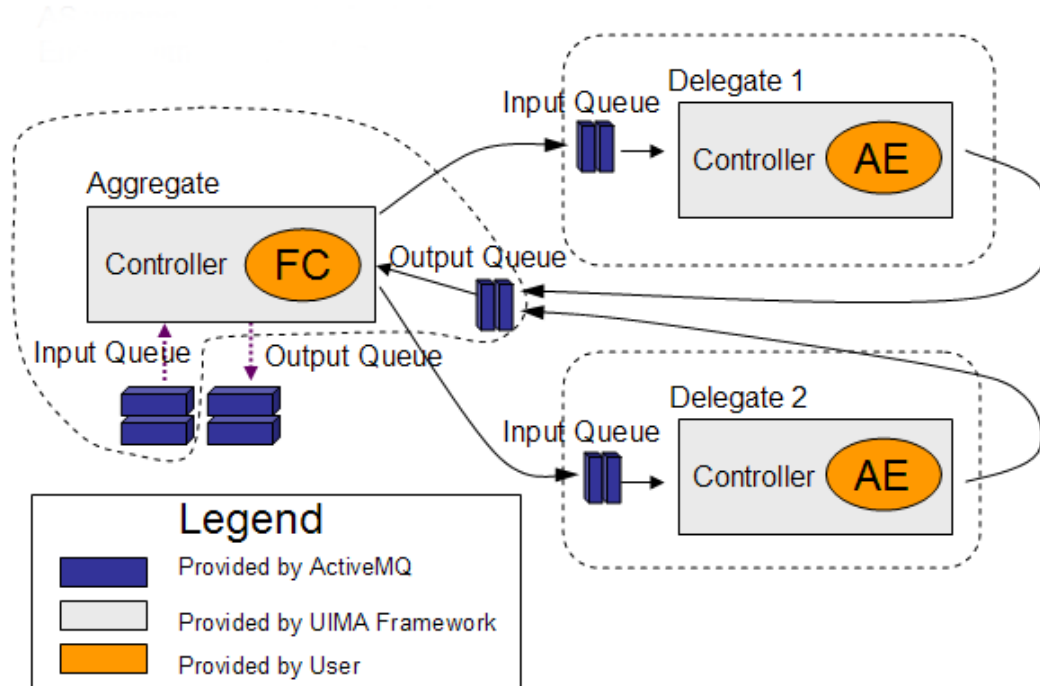 Delegate 1
Input Queue
Controller
AE
Aggregate
Controller
FC
Output Queue
Input Queue
Output Queue
Delegate 2
Input Queue
Controller
AE
Legend
Provided by ActiveMQ
Provided by UIMA Framework
Provided by User